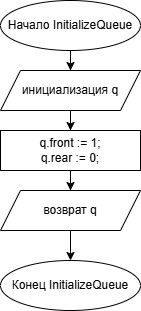 Начало InitializeQueue
инициализация q
q.front := 1;
q.rear := 0;
возврат q
Конец InitializeQueue